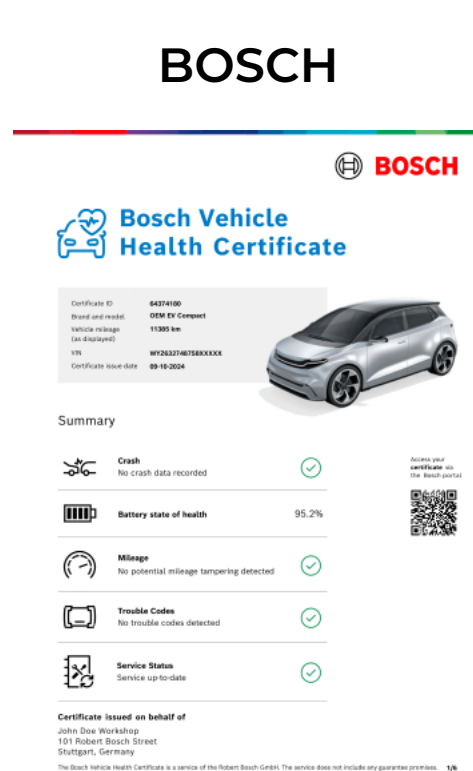 BOSCH
BOSCH
Bosch Vehicle
Health Certificate
Certificate ID 64374180
Brand and model OEM EV Compact
Vehicle mileage 11385 km
(as displayed)
VIN WYZ632748758XXXXX
Certificate issue date 09-10-2024
Summary
Crash
No crash data recorded
Access your
certificate via
the Bosch portal
Battery state of health 95.2%
Mileage
No potential mileage tampering detected
Trouble Codes
No trouble codes detected
Service Status
Service up-to-date
Certificate issued on behalf of
John Doe Workshop
101 Robert Bosch Street
Stuttgart, Germany
The Bosch Vehicle Health Certificate is a service of the Robert Bosch GmbH. The service does not include any guarantee promises. 1/6